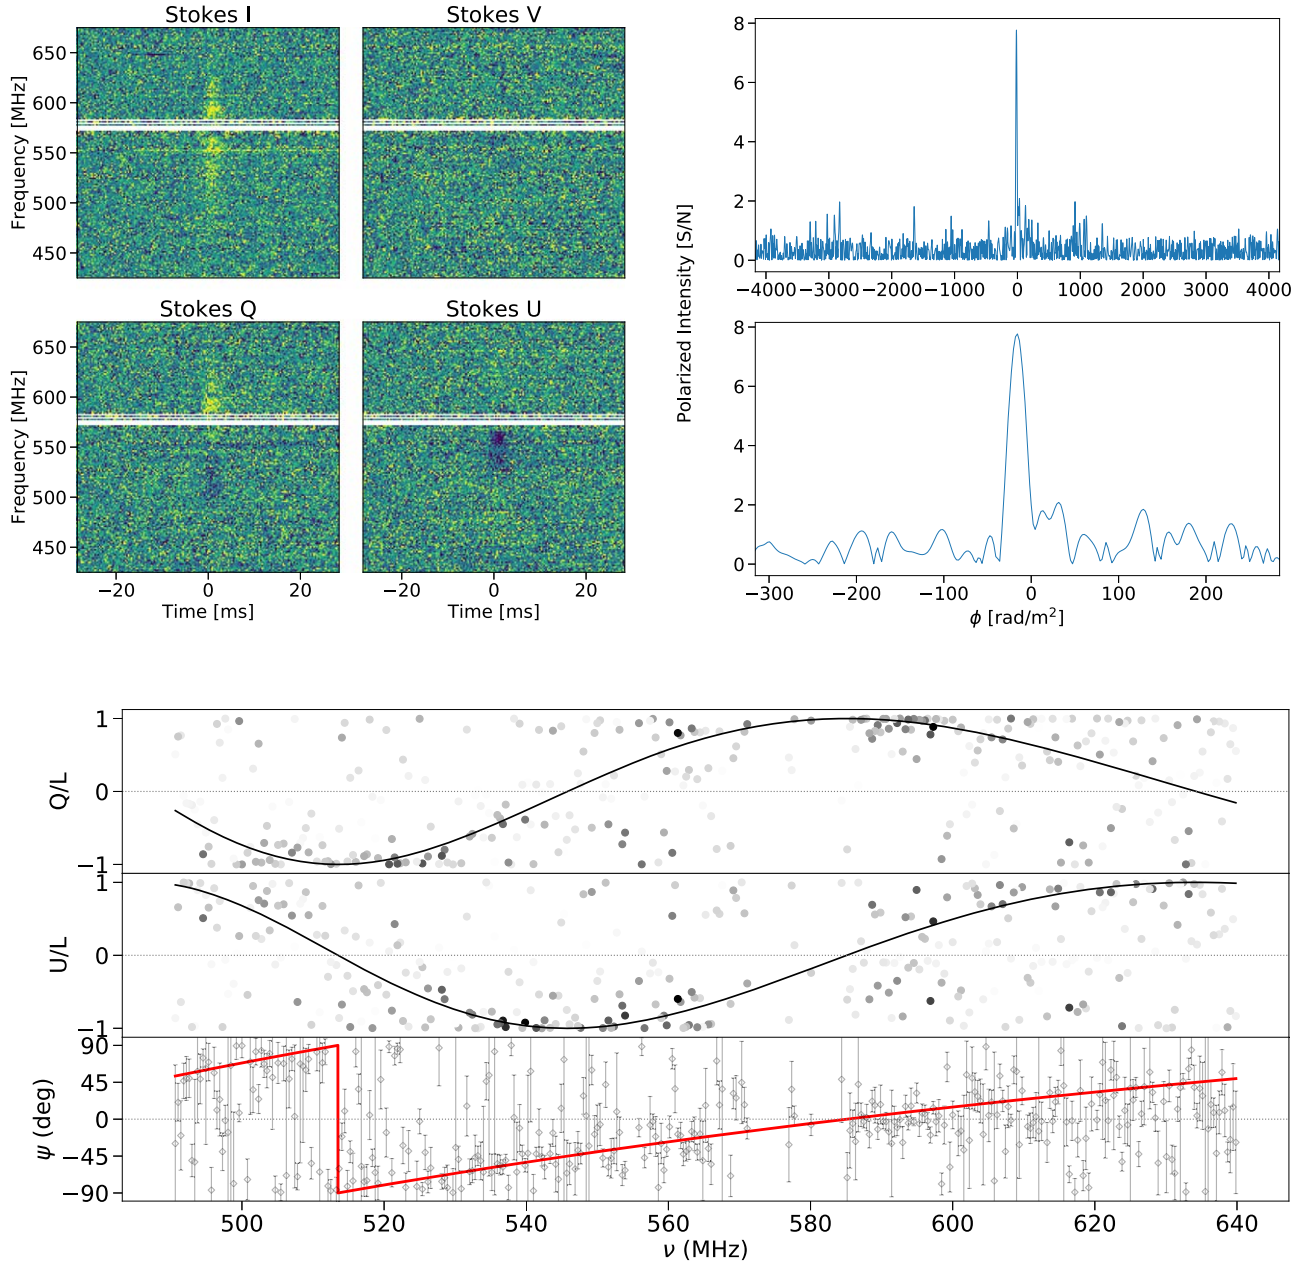 Stokes I
Stokes V
650
600
550
500
450
Frequency [MHz]
Stokes Q
Stokes U
650
600
550
500
450
Frequency [MHz]
−20 0 20
−20 0 20
Time [ms]
Time [ms]
8
6
4
2
0
−4000 −3000 −2000 −1000 0 1000 2000 3000 4000
Polarized Intensity [S/N]
8
6
4
2
0
−300 −200 −100 0 100 200
ϕ [rad/m²]
1
0
−1
Q/L
1
0
−1
U/L
90
45
0
−45
−90
ψ (deg)
500 520 540 560 580 600 620 640
ν (MHz)